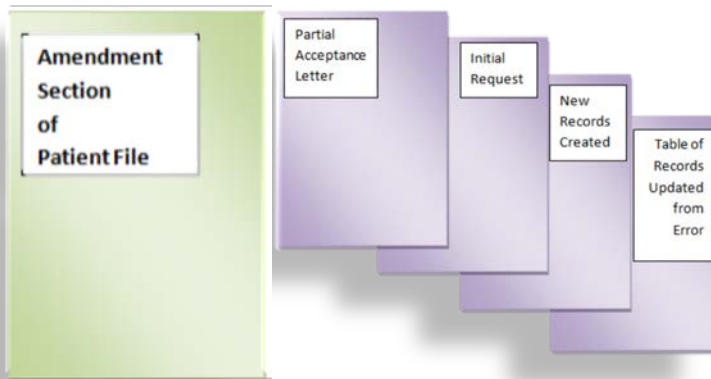 Amendment
Section
of
Patient File
Partial
Acceptance
Letter
Initial
Request
New
Records
Created
Table of
Records
Updated
from
Error